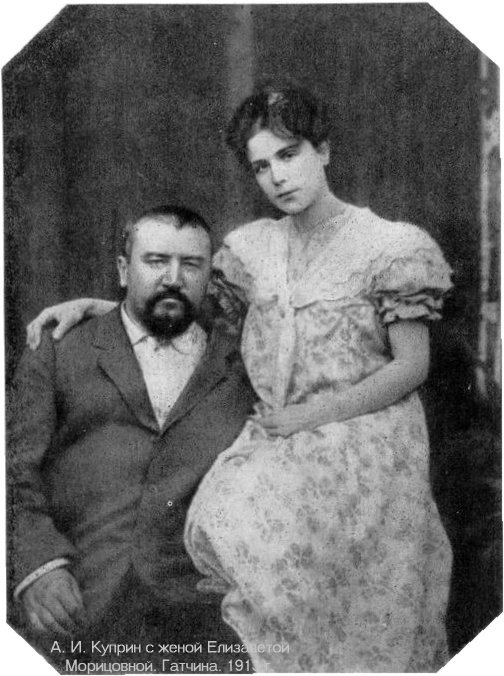 А. И. Куприн с женой Елизаветой
Морицовной. Гатчина. г.